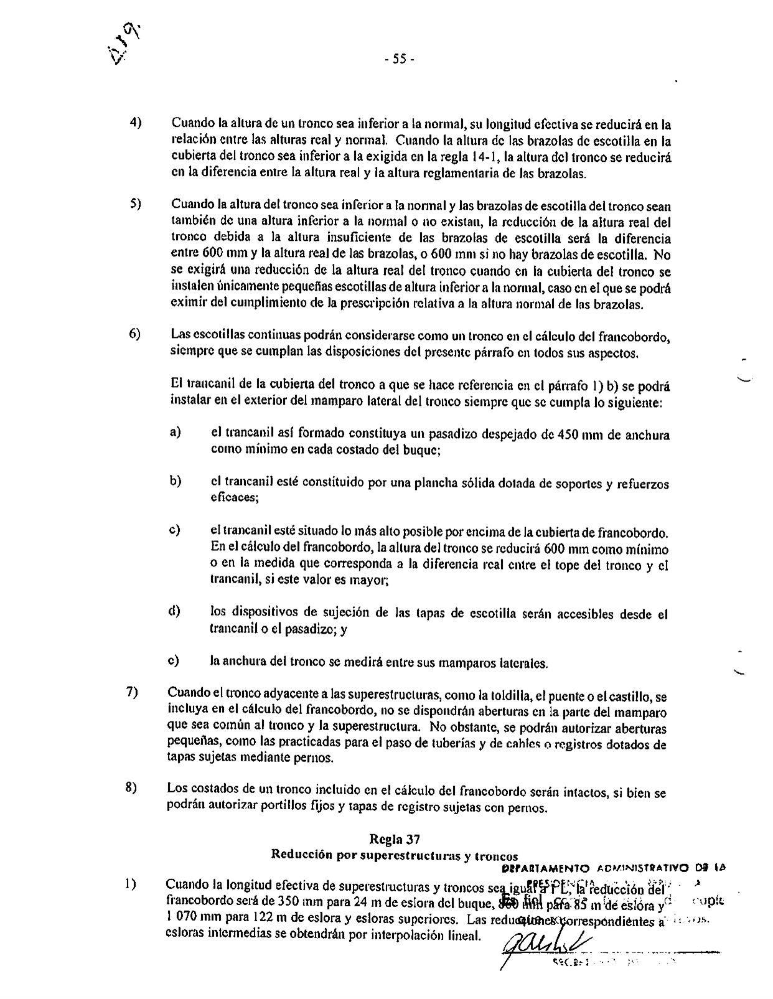 - 55 -
4) Cuando la altura de un tronco sea inferior a la normal, su longitud efectiva se reducirá en la
relación entre las alturas real y normal. Cuando la altura de las brazolas de escotilla en la
cubierta del tronco sea inferior a la exigida en la regla 14-1, la altura del tronco se reducirá
en la diferencia entre la altura real y la altura reglamentaria de las brazolas.
5) Cuando la altura del tronco sea inferior a la normal y las brazolas de escotilla del tronco sean
también de una altura inferior a la normal o no existan, la reducción de la altura real del
tronco debida a la altura insuficiente de las brazolas de escotilla será la diferencia
entre 600 mm y la altura real de las brazolas, o 600 mm si no hay brazolas de escotilla. No
se exigirá una reducción de la altura real del tronco cuando en la cubierta del tronco se
instalen únicamente pequeñas escotillas de altura inferior a la normal, caso en el que se podrá
eximir del cumplimiento de la prescripción relativa a la altura normal de las brazolas.
6) Las escotillas continuas podrán considerarse como un tronco en el cálculo del francobordo,
siempre que se cumplan las disposiciones del presente párrafo en todos sus aspectos.
El trancanil de la cubierta del tronco a que se hace referencia en el párrafo 1) b) se podrá
instalar en el exterior del mamparo lateral del tronco siempre que se cumpla lo siguiente:
a) el trancanil así formado constituya un pasadizo despejado de 450 mm de anchura
como mínimo en cada costado del buque;
b) el trancanil esté constituido por una plancha sólida dotada de soportes y refuerzos
eficaces;
c) el trancanil esté situado lo más alto posible por encima de la cubierta de francobordo.
En el cálculo del francobordo, la altura del tronco se reducirá 600 mm como mínimo
o en la medida que corresponda a la diferencia real entre el tope del tronco y el
trancanil, si este valor es mayor;
d) los dispositivos de sujeción de las tapas de escotilla serán accesibles desde el
trancanil o el pasadizo; y
e) la anchura del tronco se medirá entre sus mamparos laterales.
7) Cuando el tronco adyacente a las superestructuras, como la toldilla, el puente o el castillo, se
incluya en el cálculo del francobordo, no se dispondrán aberturas en la parte del mamparo
que sea común al tronco y la superestructura. No obstante, se podrán autorizar aberturas
pequeñas, como las practicadas para el paso de tuberías y de cables o registros dotados de
tapas sujetas mediante pernos.
8) Los costados de un tronco incluido en el cálculo del francobordo serán intactos, si bien se
podrán autorizar portillos fijos y tapas de registro sujetas con pernos.
Regla 37
Reducción por superestructuras y troncos
DEPARTAMENTO ADMINISTRATIVO DE LA
PRESIDENCIA
1) Cuando la longitud efectiva de superestructuras y troncos sea igual a 1 L, la reducción del
francobordo será de 350 mm para 24 m de eslora del buque, 860 mm para 85 m de eslora y
1 070 mm para 122 m de eslora y esloras superiores. Las reducciones correspondientes a
esloras intermedias se obtendrán por interpolación lineal.